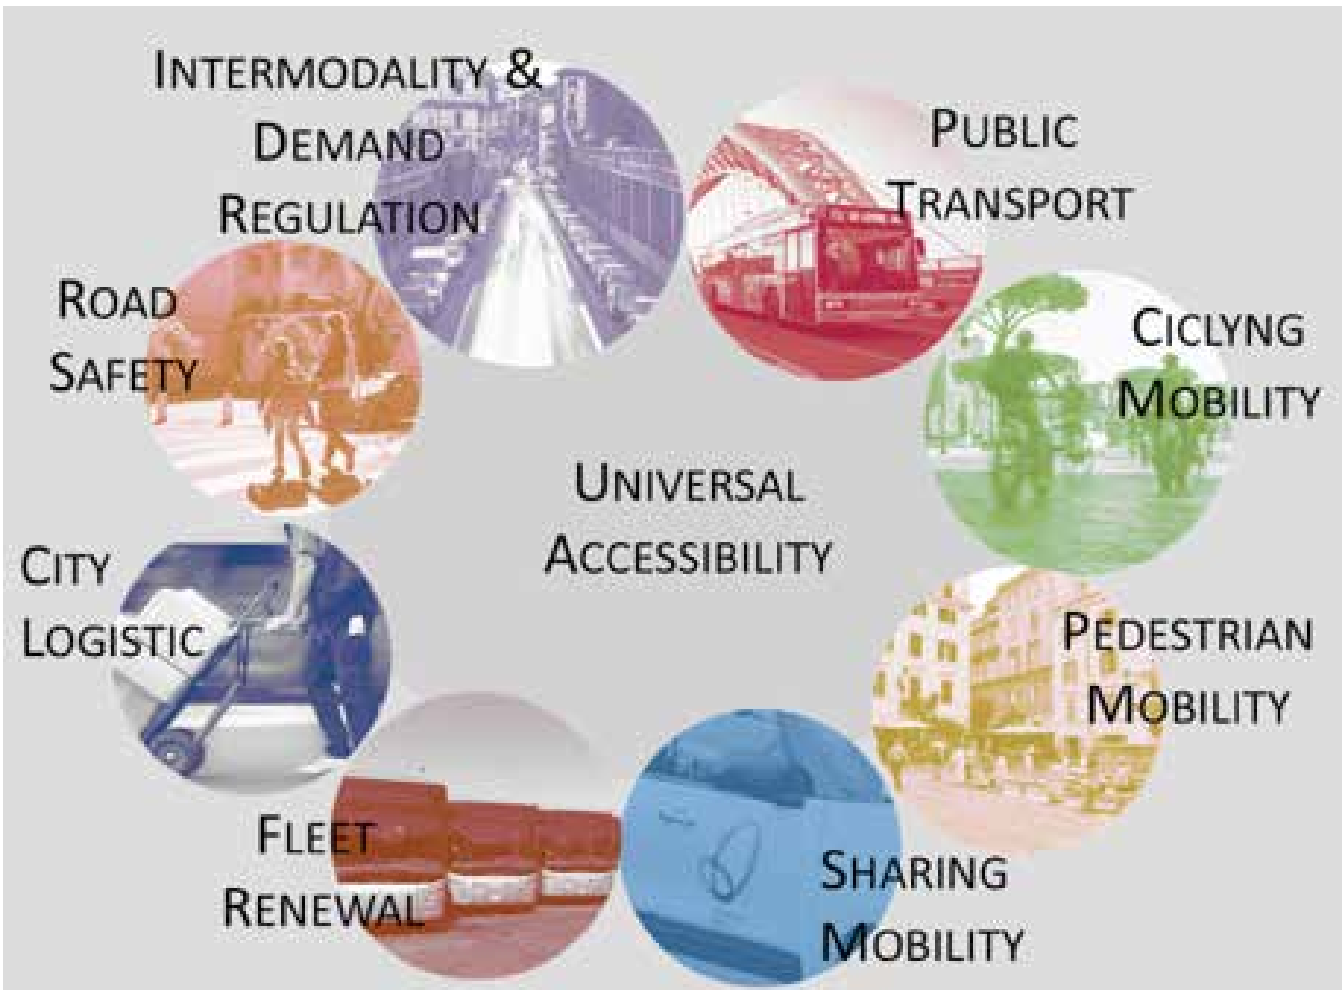 INTERMODALITY &
DEMAND
REGULATION
PUBLIC
TRANSPORT
ROAD
SAFETY
CICLYNG
MOBILITY
UNIVERSAL
ACCESSIBILITY
CITY
LOGISTIC
PEDESTRIAN
MOBILITY
FLEET
RENEWAL
SHARING
MOBILITY